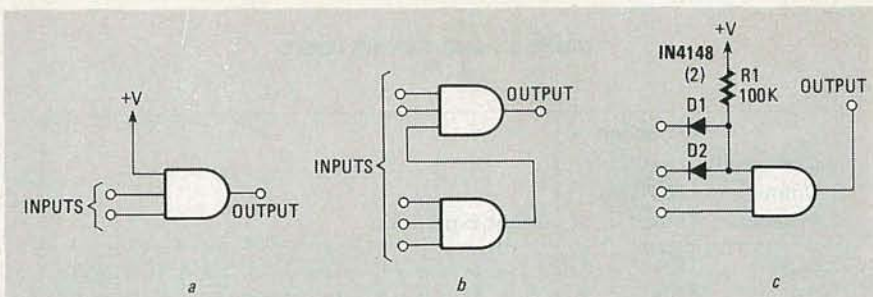 +V
INPUTS
OUTPUT
a
INPUTS
OUTPUT
b
+V
IN4148
(2)
R1
100K
D1
D2
OUTPUT
c